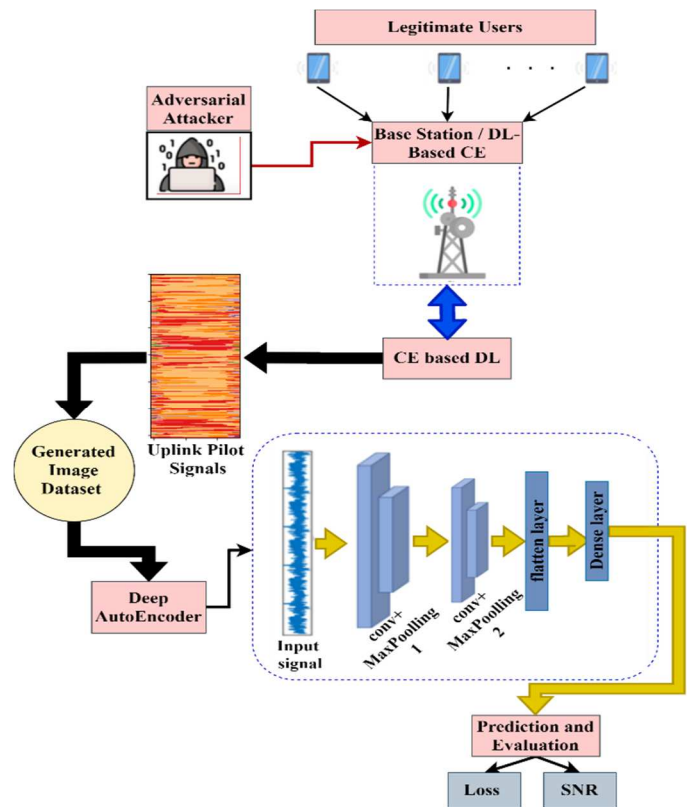 Legitimate Users
. . .
Adversarial
Attacker
Base Station / DL-
Based CE
CE based DL
Uplink Pilot
Signals
Generated
Image
Dataset
Deep
AutoEncoder
Input
signal
conv+
MaxPoolling
1
conv+
MaxPoolling
2
flatten layer
Dense layer
Prediction and
Evaluation
Loss
SNR